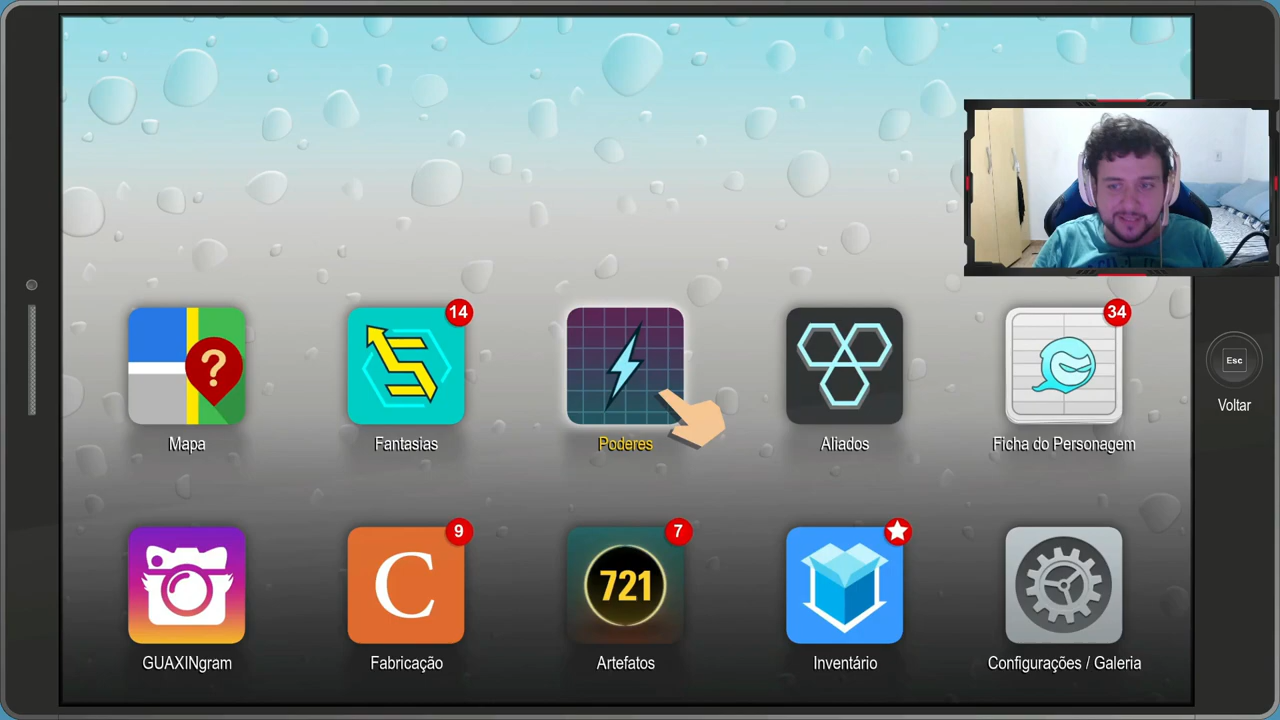 14
34
?
Esc
Voltar
Mapa
Fantasias
Poderes
Aliados
Ficha do Personagem
9
7
C
721
GUAXINgram
Fabricação
Artefatos
Inventário
Configurações / Galeria